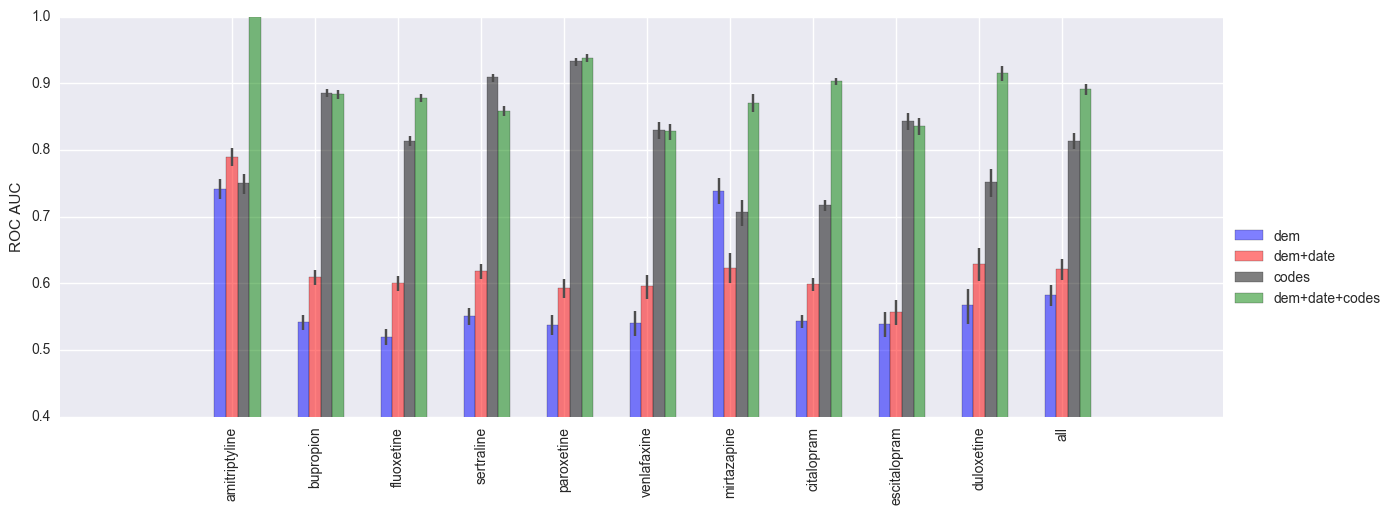 1.0
0.9
0.8
0.7
0.6
0.5
0.4
ROC AUC
amitriptyline
bupropion
fluoxetine
sertraline
paroxetine
venlafaxine
mirtazapine
citalopram
escitalopram
duloxetine
all
dem
dem+date
codes
dem+date+codes